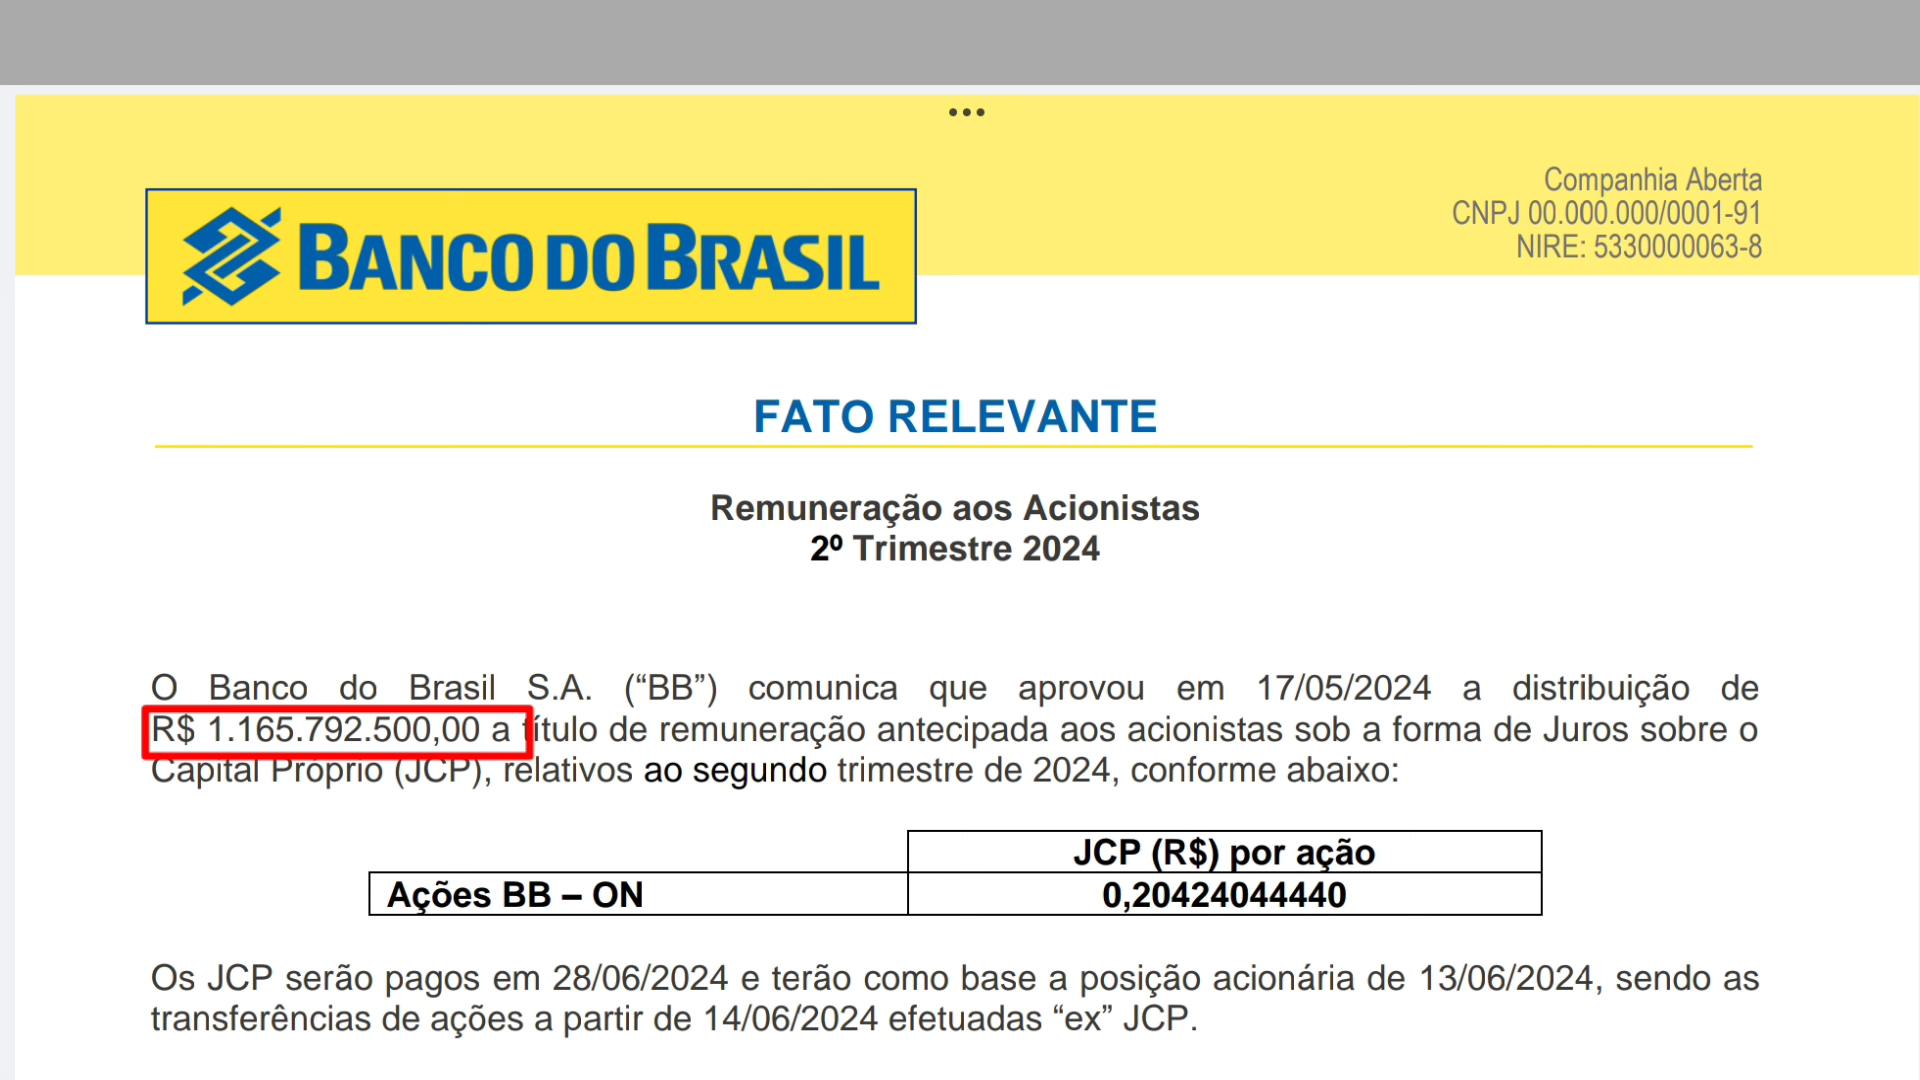 Companhia Aberta
CNPJ 00.000.000/0001-91
NIRE: 5330000063-8
BANCO DO BRASIL
FATO RELEVANTE
Remuneração aos Acionistas
2º Trimestre 2024
O Banco do Brasil S.A. (“BB”) comunica que aprovou em 17/05/2024 a distribuição de
R$ 1.165.792.500,00 a título de remuneração antecipada aos acionistas sob a forma de Juros sobre o
Capital Próprio (JCP), relativos ao segundo trimestre de 2024, conforme abaixo:
JCP (R$) por ação
Ações BB – ON 0,20424044440
Os JCP serão pagos em 28/06/2024 e terão como base a posição acionária de 13/06/2024, sendo as
transferências de ações a partir de 14/06/2024 efetuadas “ex” JCP.